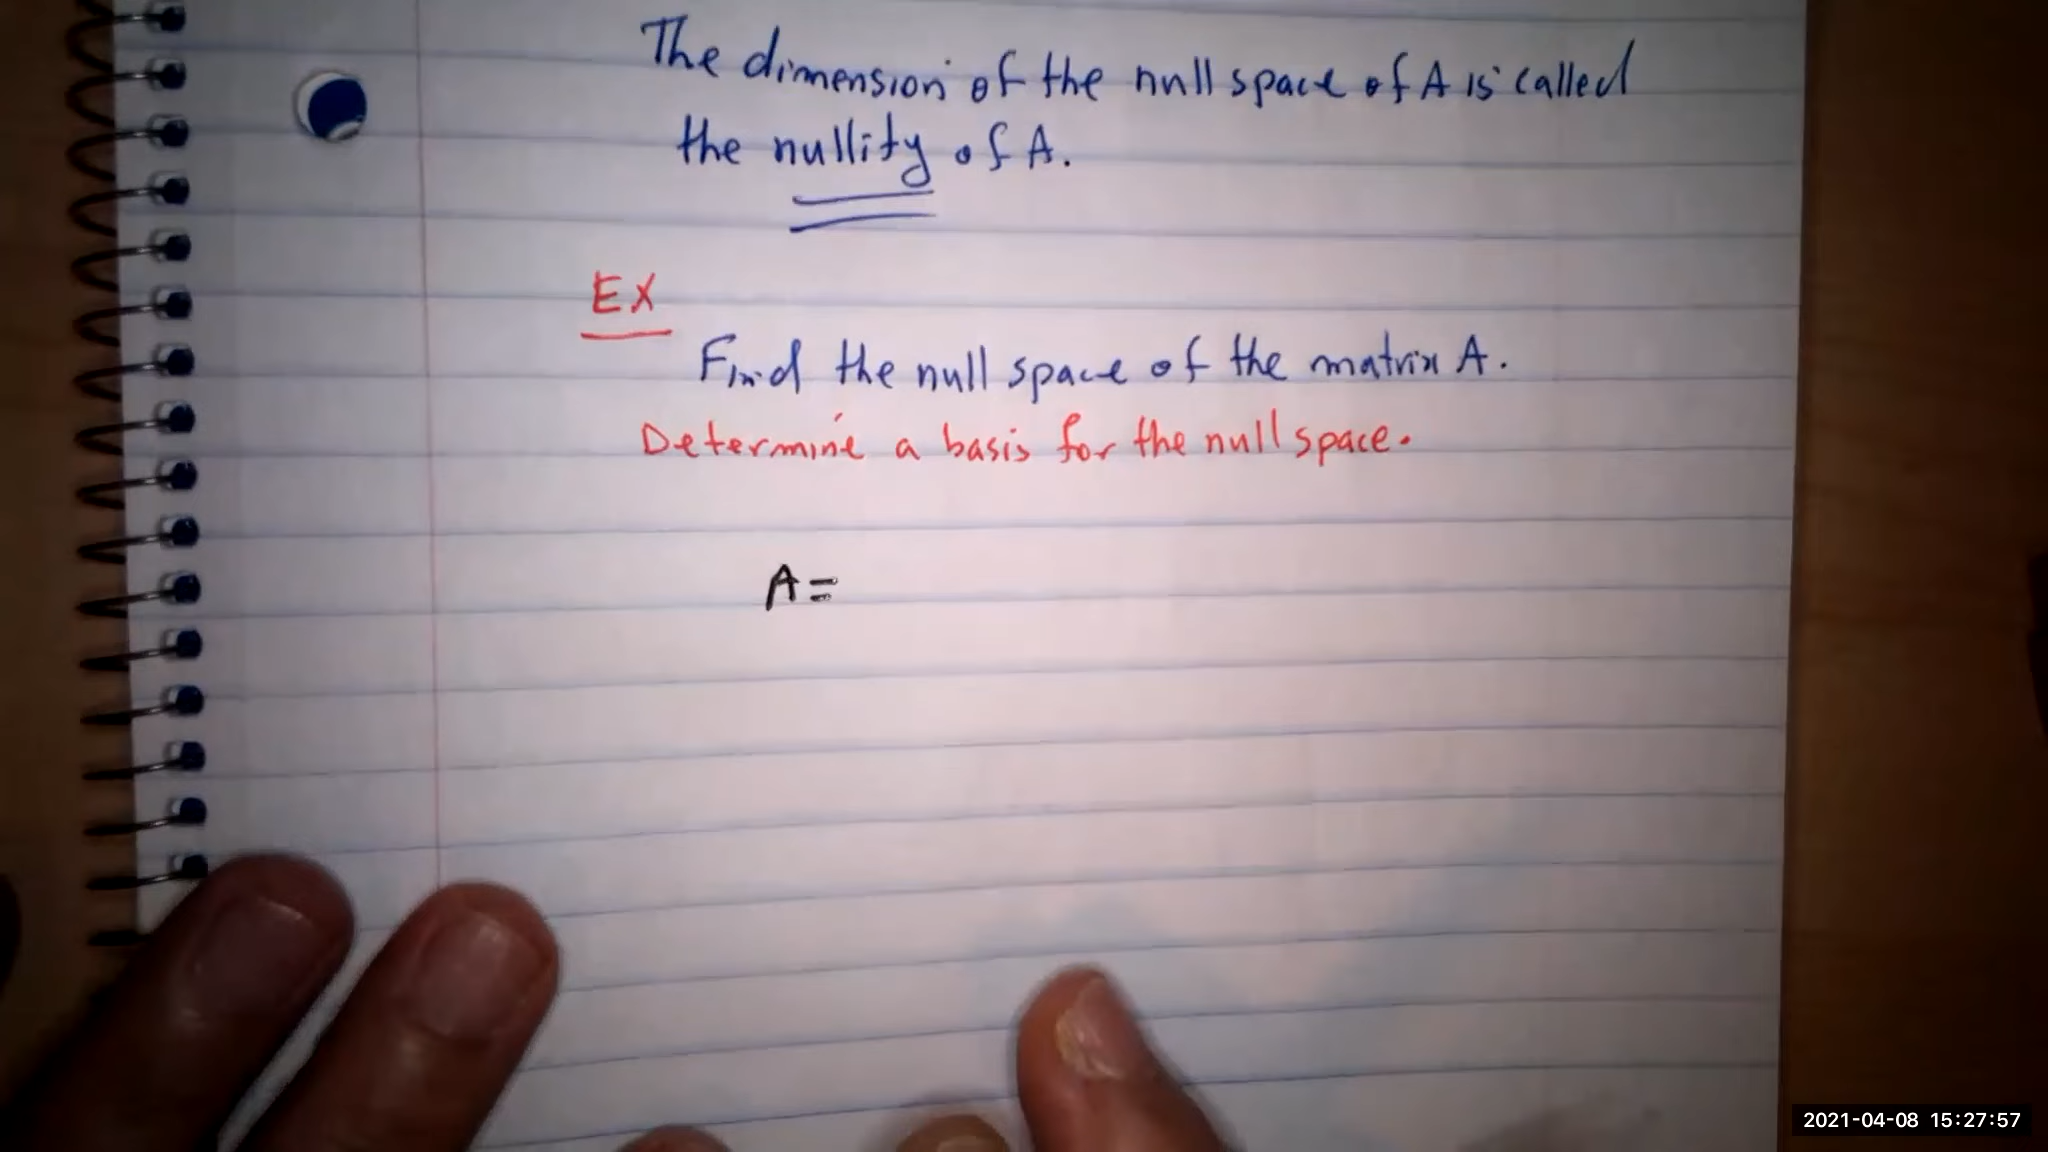 The dimension of the null space of A is called
the nullity of A.
EX
Find the null space of the matrix A.
Determine a basis for the null space.
A =
2021-04-08 15:27:57